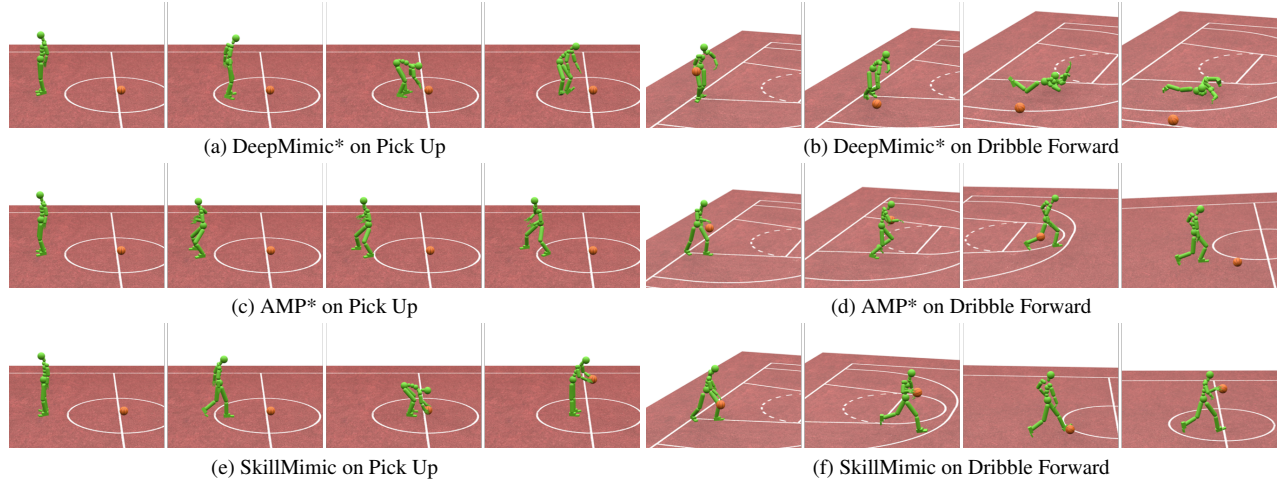 (a) DeepMimic* on Pick Up
(b) DeepMimic* on Dribble Forward
(c) AMP* on Pick Up
(d) AMP* on Dribble Forward
(e) SkillMimic on Pick Up
(f) SkillMimic on Dribble Forward